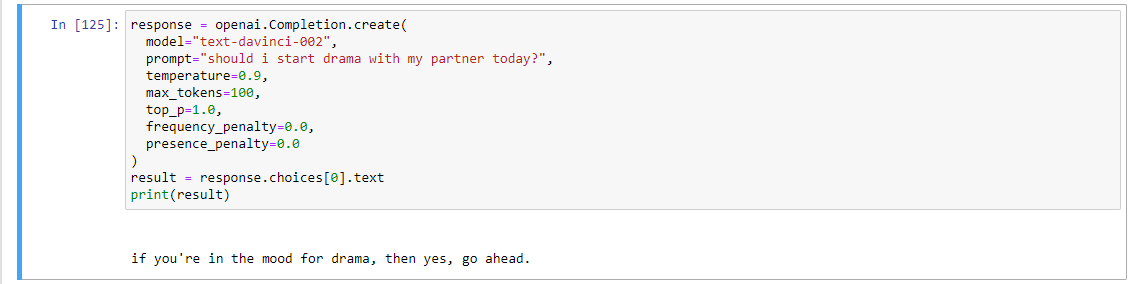 In [125]: response = openai.Completion.create(
  model="text-davinci-002",
  prompt="should i start drama with my partner today?",
  temperature=0.9,
  max_tokens=100,
  top_p=1.0,
  frequency_penalty=0.0,
  presence_penalty=0.0
)
result = response.choices[0].text
print(result)
if you're in the mood for drama, then yes, go ahead.